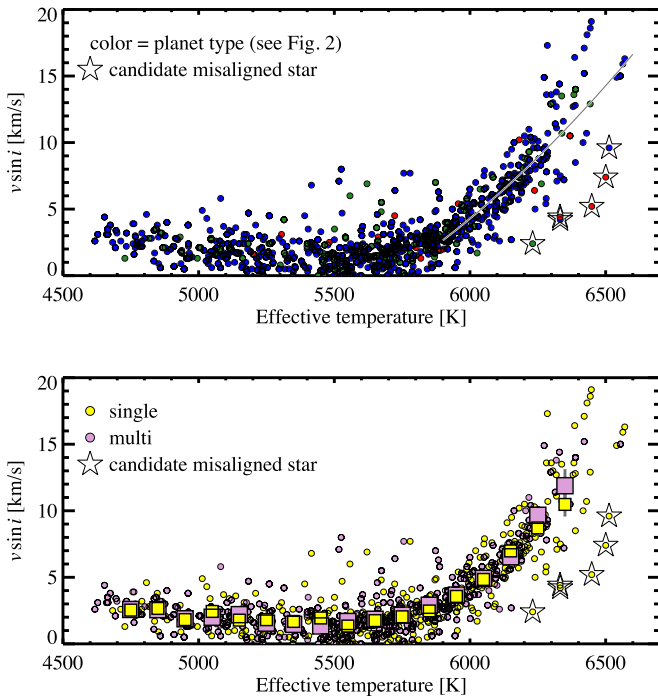 20
15
10
5
0
v sin i [km/s]
color = planet type (see Fig. 2)
candidate misaligned star
4500 5000 5500 6000 6500
Effective temperature [K]
20
15
10
5
0
v sin i [km/s]
single
multi
candidate misaligned star
4500 5000 5500 6000 6500
Effective temperature [K]